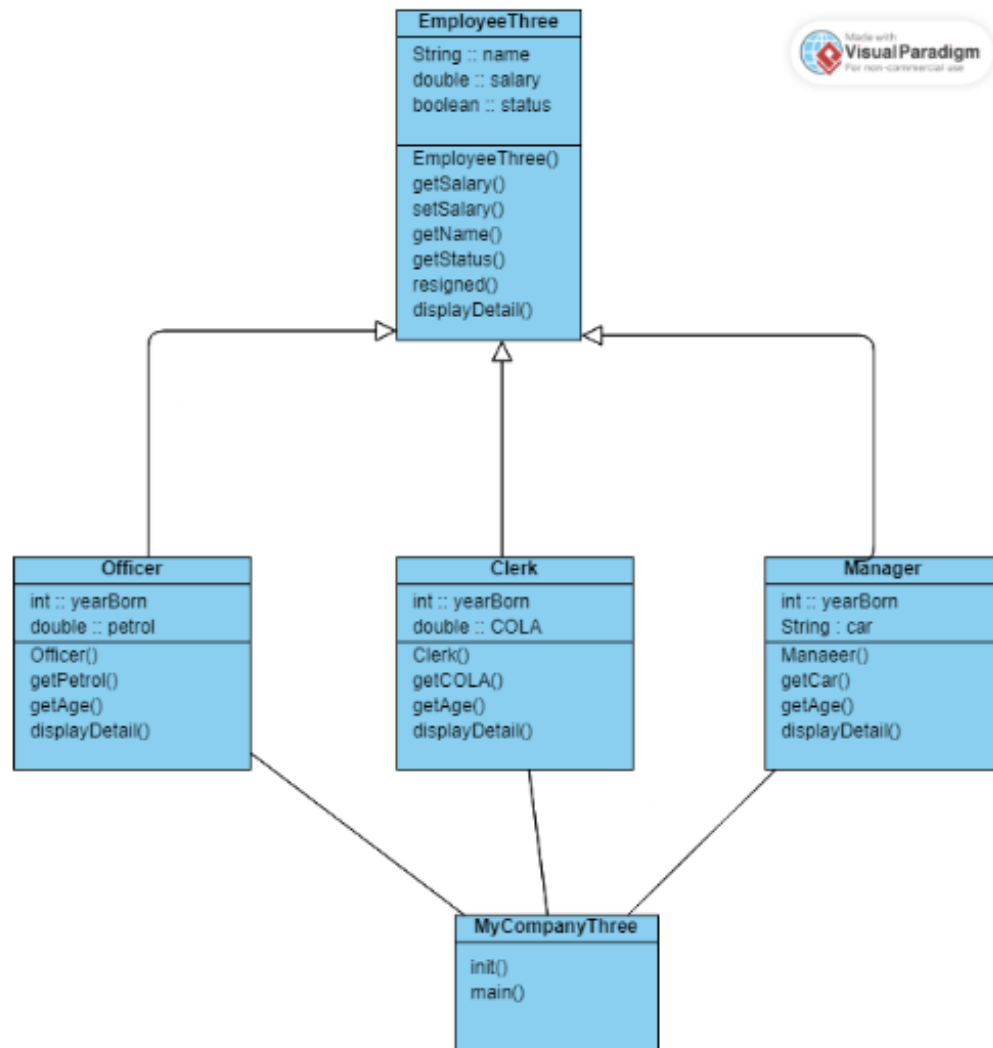 EmployeeThree
String :: name
double :: salary
boolean :: status
EmployeeThree()
getSalary()
setSalary()
getName()
getStatus()
resigned()
displayDetail()
Made with
Visual Paradigm
For non-commercial use
Officer
int :: yearBorn
double :: petrol
Officer()
getPetrol()
getAge()
displayDetail()
Clerk
int :: yearBorn
double :: COLA
Clerk()
getCOLA()
getAge()
displayDetail()
Manager
int :: yearBorn
String : car
Manaeer()
getCar()
getAge()
displayDetail()
MyCompanyThree
init()
main()